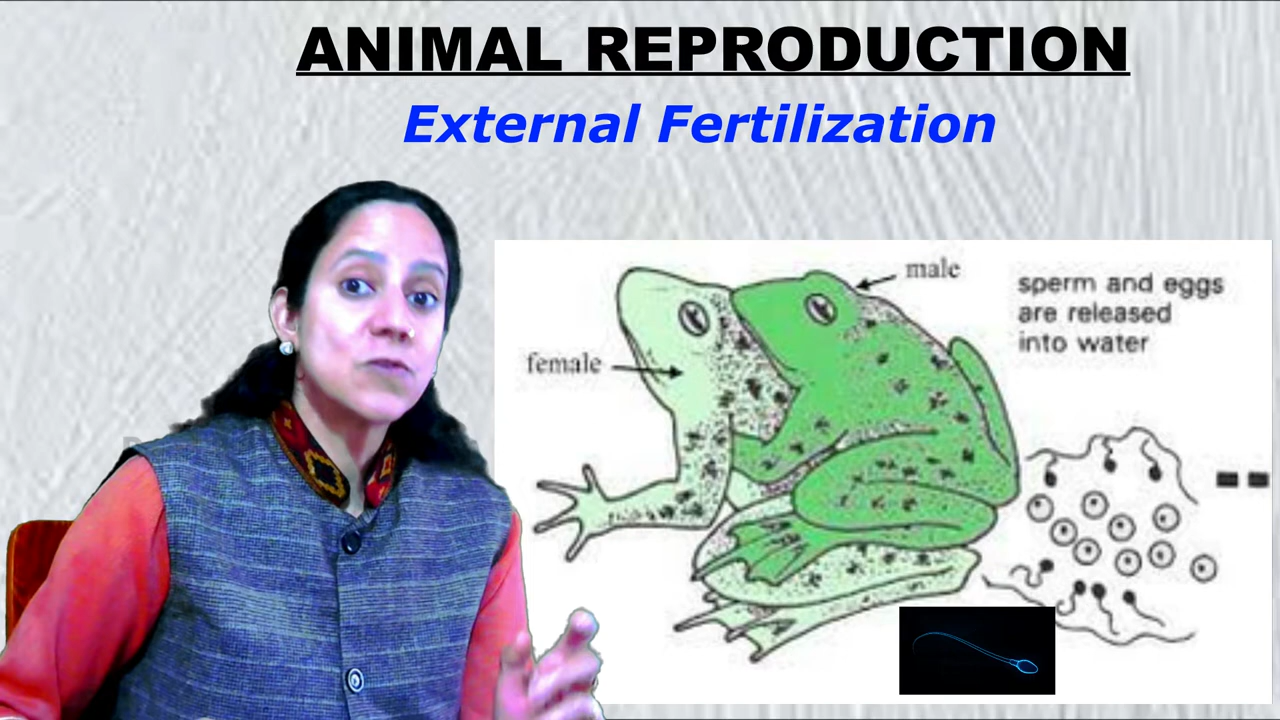 ANIMAL REPRODUCTION
External Fertilization
male
sperm and eggs
are released
into water
female